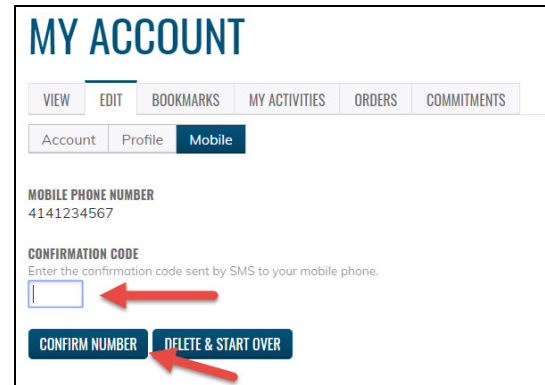 MY ACCOUNT
VIEW EDIT BOOKMARKS MY ACTIVITIES ORDERS COMMITMENTS
Account Profile Mobile
MOBILE PHONE NUMBER
4141234567
CONFIRMATION CODE
Enter the confirmation code sent by SMS to your mobile phone.
CONFIRM NUMBER DELETE & START OVER